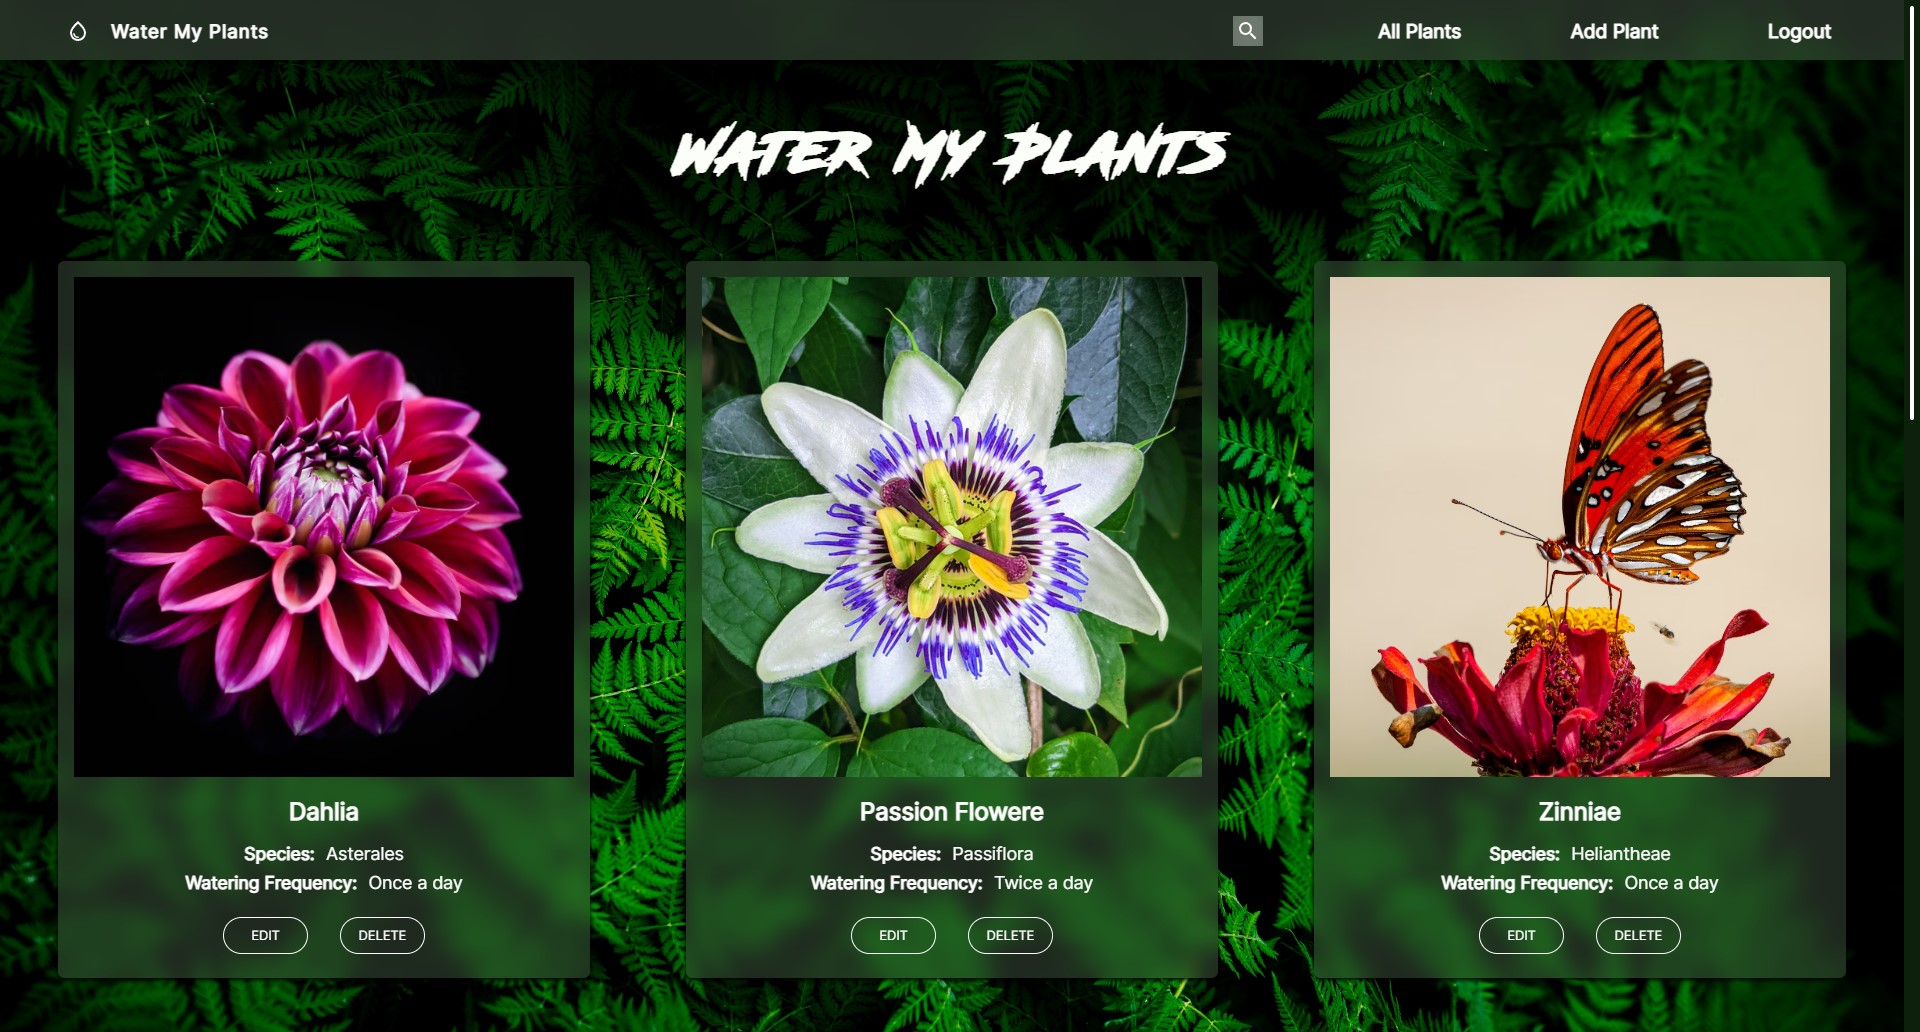 Water My Plants
All Plants
Add Plant
Logout
Water My Plants
Dahlia
Species: Asterales
Watering Frequency: Once a day
EDIT
DELETE
Passion Flowere
Species: Passiflora
Watering Frequency: Twice a day
EDIT
DELETE
Zinniae
Species: Heliantheae
Watering Frequency: Once a day
EDIT
DELETE